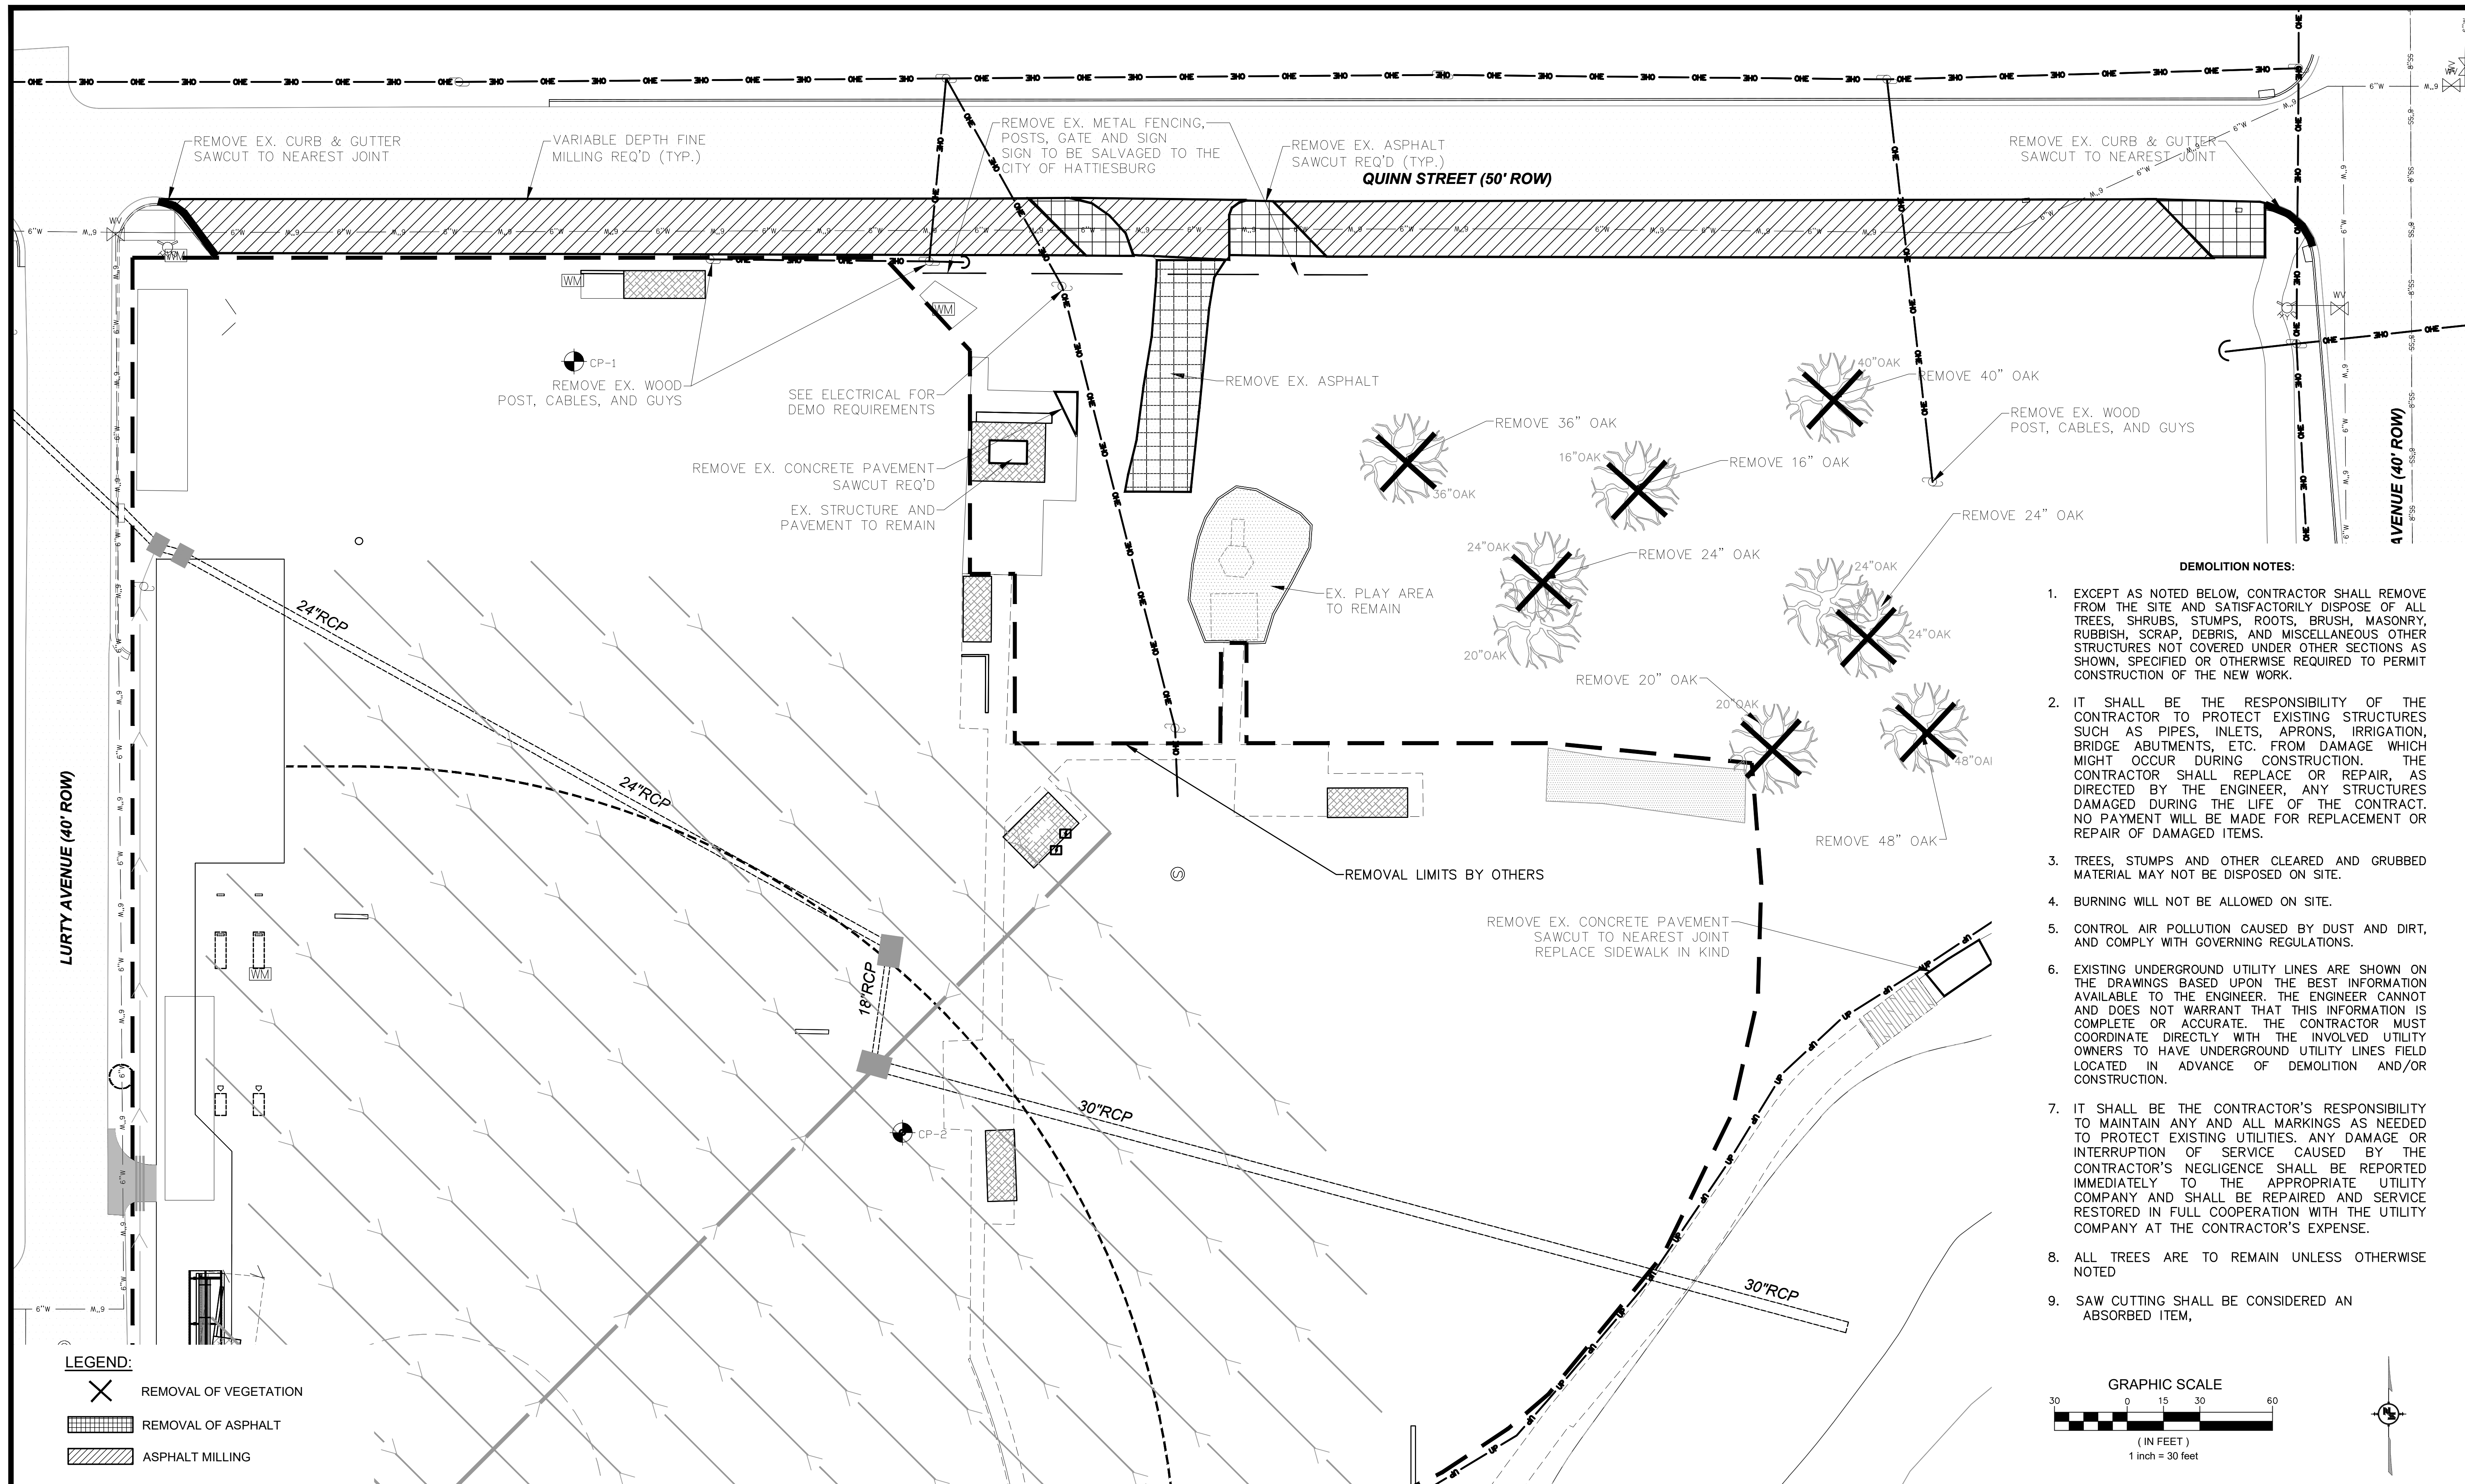 OHE
6"W
REMOVE EX. CURB & GUTTER
SAWCUT TO NEAREST JOINT
VARIABLE DEPTH FINE
MILLING REQ'D (TYP.)
REMOVE EX. METAL FENCING,
POSTS, GATE AND SIGN
SIGN TO BE SALVAGED TO THE
CITY OF HATTIESBURG
REMOVE EX. ASPHALT
SAWCUT REQ'D (TYP.)
QUINN STREET (50' ROW)
REMOVE EX. CURB & GUTTER
SAWCUT TO NEAREST JOINT
WV
WM
WM
WM
WV
8"SS
CP-1
REMOVE EX. WOOD
POST, CABLES, AND GUYS
SEE ELECTRICAL FOR
DEMO REQUIREMENTS
REMOVE EX. ASPHALT
REMOVE EX. CONCRETE PAVEMENT
SAWCUT REQ'D
EX. STRUCTURE AND
PAVEMENT TO REMAIN
40"OAK
REMOVE 40" OAK
REMOVE 36" OAK
36"OAK
16"OAK
REMOVE 16" OAK
REMOVE EX. WOOD
POST, CABLES, AND GUYS
AVENUE (40' ROW)
24"OAK
REMOVE 24" OAK
REMOVE 24" OAK
24"OAK
24"OAK
20"OAK
EX. PLAY AREA
TO REMAIN
REMOVE 20" OAK
20"OAK
48"OA
REMOVE 48" OAK
24"RCP
24"RCP
18"RCP
30"RCP
30"RCP
LURTY AVENUE (40' ROW)
WM
S
CP-2
REMOVAL LIMITS BY OTHERS
REMOVE EX. CONCRETE PAVEMENT
SAWCUT TO NEAREST JOINT
REPLACE SIDEWALK IN KIND
UP
DEMOLITION NOTES:
1. EXCEPT AS NOTED BELOW, CONTRACTOR SHALL REMOVE
FROM THE SITE AND SATISFACTORILY DISPOSE OF ALL
TREES, SHRUBS, STUMPS, ROOTS, BRUSH, MASONRY,
RUBBISH, SCRAP, DEBRIS, AND MISCELLANEOUS OTHER
STRUCTURES NOT COVERED UNDER OTHER SECTIONS AS
SHOWN, SPECIFIED OR OTHERWISE REQUIRED TO PERMIT
CONSTRUCTION OF THE NEW WORK.
2. IT SHALL BE THE RESPONSIBILITY OF THE
CONTRACTOR TO PROTECT EXISTING STRUCTURES
SUCH AS PIPES, INLETS, APRONS, IRRIGATION,
BRIDGE ABUTMENTS, ETC. FROM DAMAGE WHICH
MIGHT OCCUR DURING CONSTRUCTION. THE
CONTRACTOR SHALL REPLACE OR REPAIR, AS
DIRECTED BY THE ENGINEER, ANY STRUCTURES
DAMAGED DURING THE LIFE OF THE CONTRACT.
NO PAYMENT WILL BE MADE FOR REPLACEMENT OR
REPAIR OF DAMAGED ITEMS.
3. TREES, STUMPS AND OTHER CLEARED AND GRUBBED
MATERIAL MAY NOT BE DISPOSED ON SITE.
4. BURNING WILL NOT BE ALLOWED ON SITE.
5. CONTROL AIR POLLUTION CAUSED BY DUST AND DIRT,
AND COMPLY WITH GOVERNING REGULATIONS.
6. EXISTING UNDERGROUND UTILITY LINES ARE SHOWN ON
THE DRAWINGS BASED UPON THE BEST INFORMATION
AVAILABLE TO THE ENGINEER. THE ENGINEER CANNOT
AND DOES NOT WARRANT THAT THIS INFORMATION IS
COMPLETE OR ACCURATE. THE CONTRACTOR MUST
COORDINATE DIRECTLY WITH THE INVOLVED UTILITY
OWNERS TO HAVE UNDERGROUND UTILITY LINES FIELD
LOCATED IN ADVANCE OF DEMOLITION AND/OR
CONSTRUCTION.
7. IT SHALL BE THE CONTRACTOR'S RESPONSIBILITY
TO MAINTAIN ANY AND ALL MARKINGS AS NEEDED
TO PROTECT EXISTING UTILITIES. ANY DAMAGE OR
INTERRUPTION OF SERVICE CAUSED BY THE
CONTRACTOR'S NEGLIGENCE SHALL BE REPORTED
IMMEDIATELY TO THE APPROPRIATE UTILITY
COMPANY AND SHALL BE REPAIRED AND SERVICE
RESTORED IN FULL COOPERATION WITH THE UTILITY
COMPANY AT THE CONTRACTOR'S EXPENSE.
8. ALL TREES ARE TO REMAIN UNLESS OTHERWISE
NOTED
9. SAW CUTTING SHALL BE CONSIDERED AN
ABSORBED ITEM,
LEGEND:
REMOVAL OF VEGETATION
REMOVAL OF ASPHALT
ASPHALT MILLING
GRAPHIC SCALE
30 0 15 30 60
( IN FEET )
1 inch = 30 feet